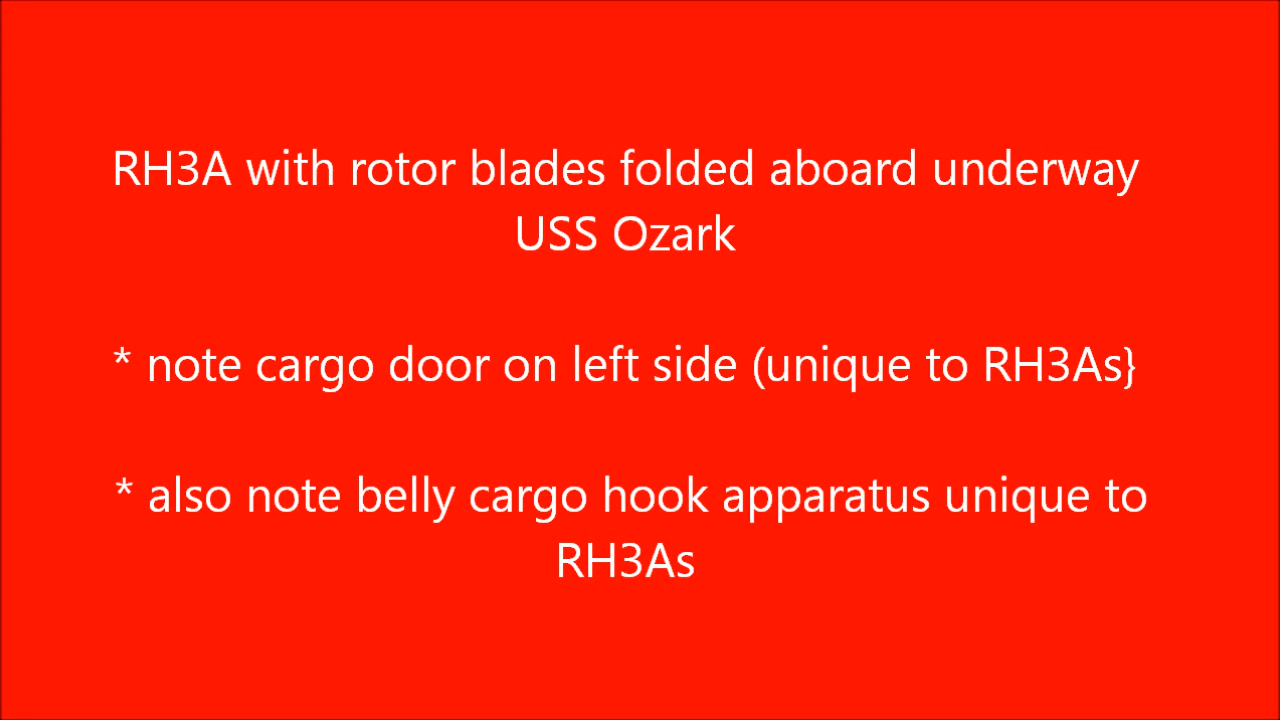 RH3A with rotor blades folded aboard underway
USS Ozark
* note cargo door on left side (unique to RH3As}
* also note belly cargo hook apparatus unique to
RH3As